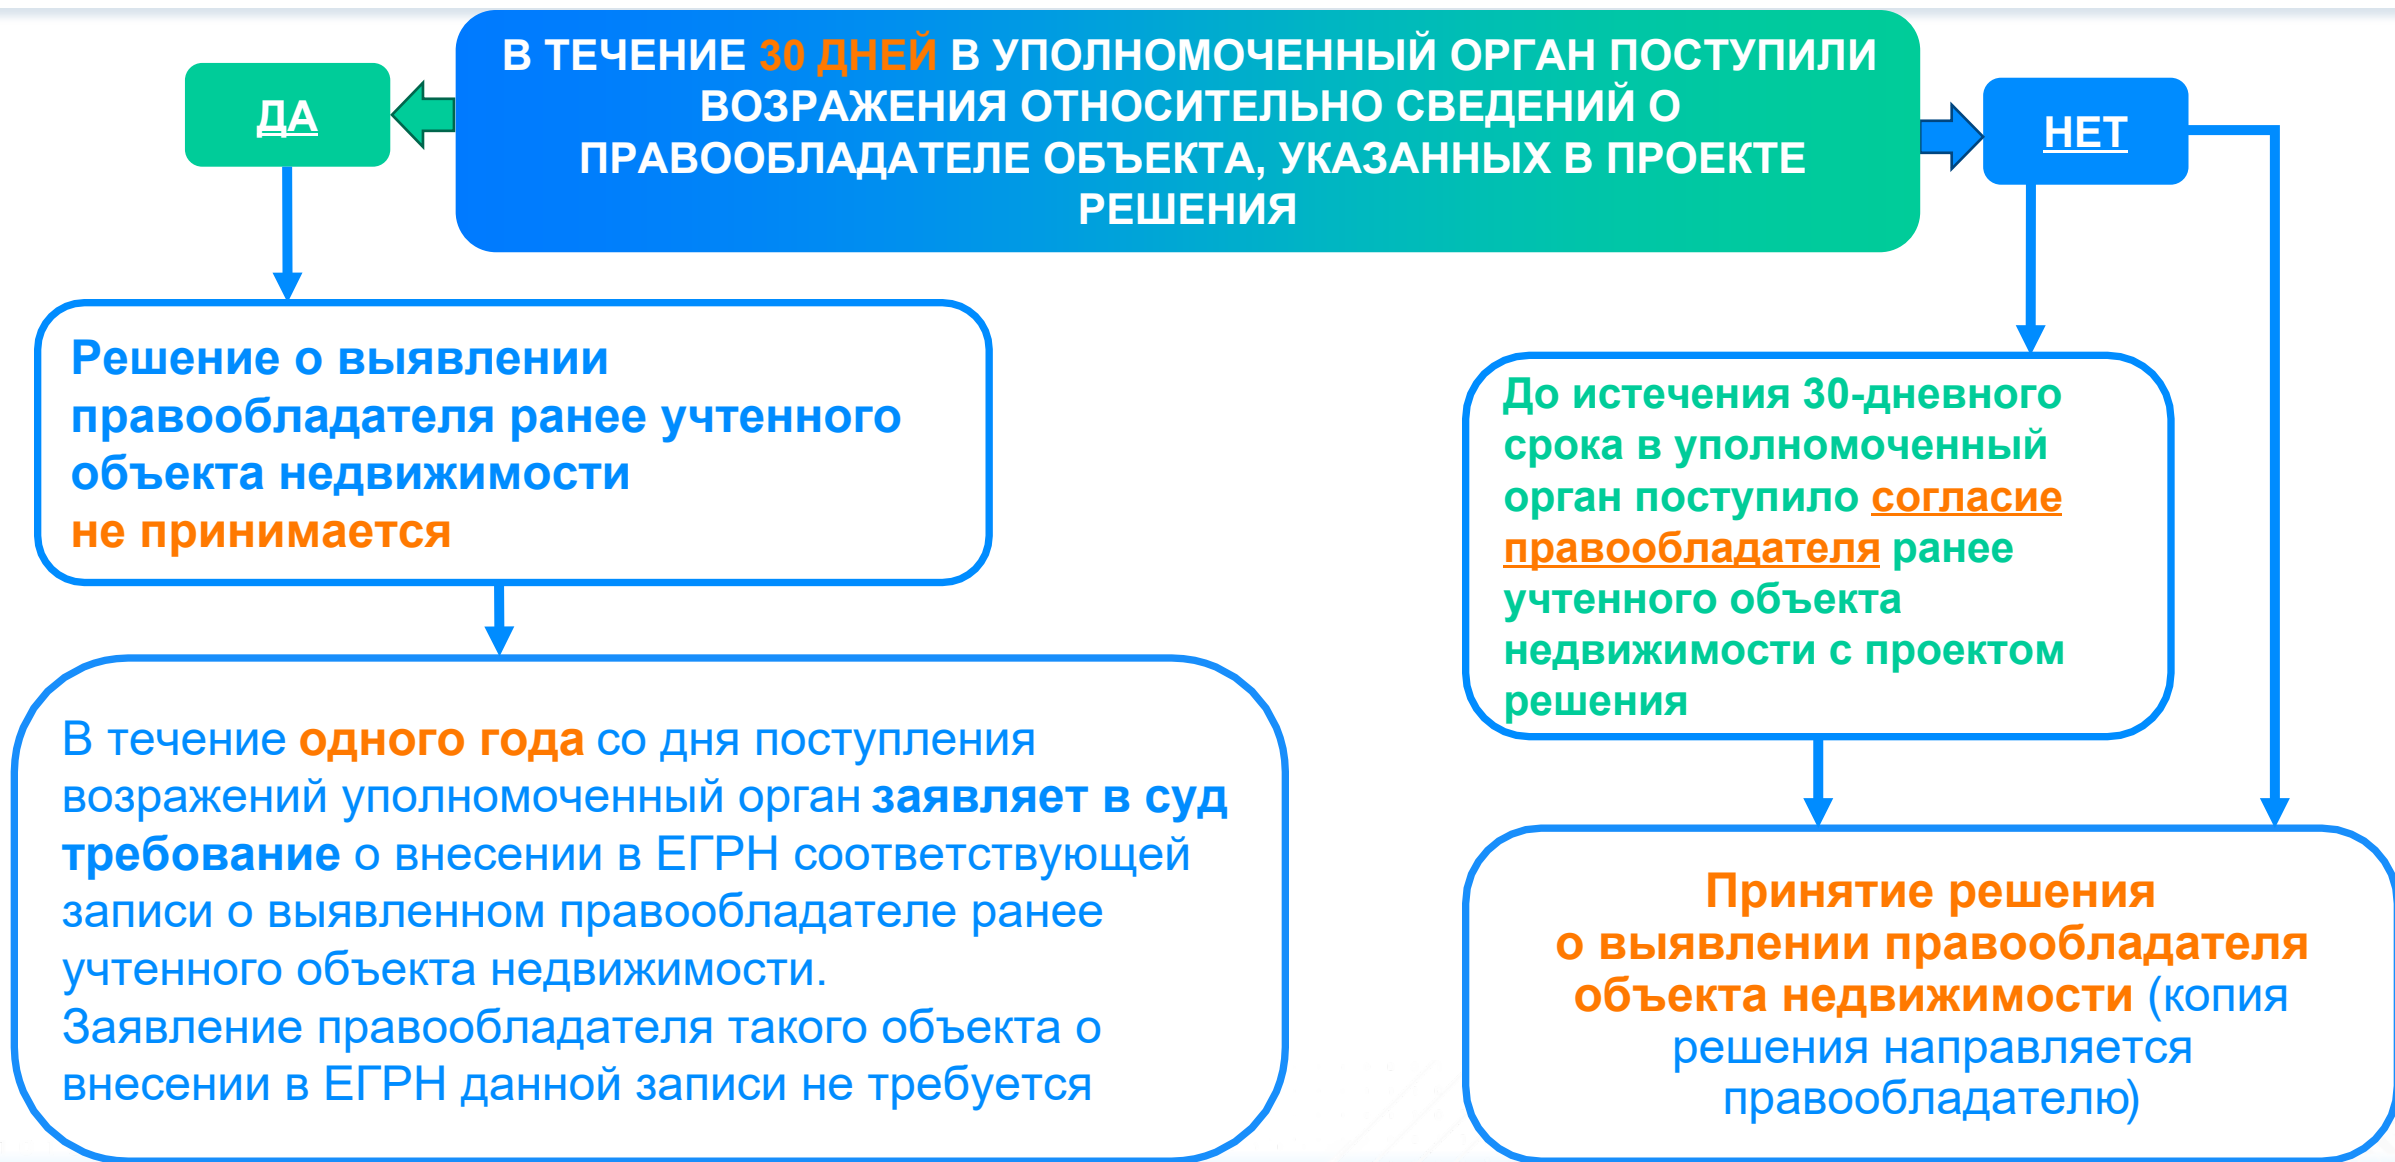 В ТЕЧЕНИЕ 30 ДНЕЙ В УПОЛНОМОЧЕННЫЙ ОРГАН ПОСТУПИЛИ
ВОЗРАЖЕНИЯ ОТНОСИТЕЛЬНО СВЕДЕНИЙ О
ПРАВООБЛАДАТЕЛЕ ОБЪЕКТА, УКАЗАННЫХ В ПРОЕКТЕ
РЕШЕНИЯ
ДА
НЕТ
Решение о выявлении
правообладателя ранее учтенного
объекта недвижимости
не принимается
В течение одного года со дня поступления
возражений уполномоченный орган заявляет в суд
требование о внесении в ЕГРН соответствующей
записи о выявленном правообладателе ранее
учтенного объекта недвижимости.
Заявление правообладателя такого объекта о
внесении в ЕГРН данной записи не требуется
До истечения 30-дневного
срока в уполномоченный
орган поступило согласие
правообладателя ранее
учтенного объекта
недвижимости с проектом
решения
Принятие решения
о выявлении правообладателя
объекта недвижимости (копия
решения направляется
правообладателю)